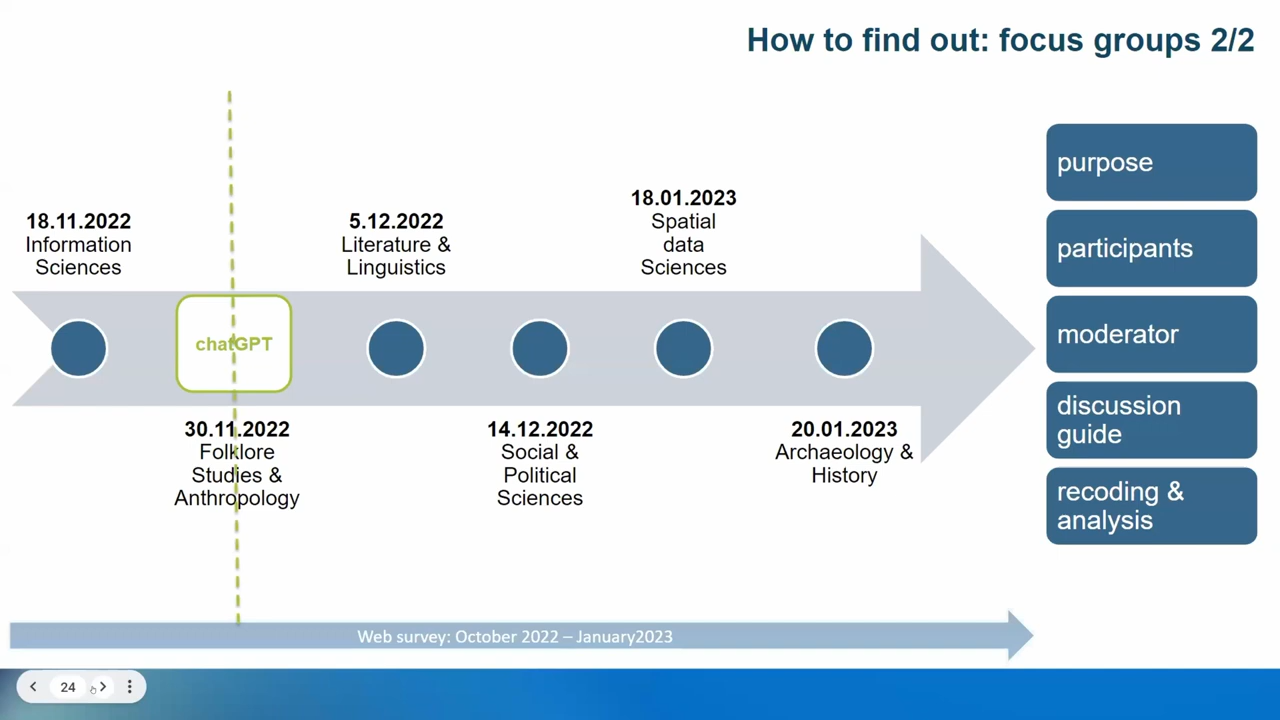 How to find out: focus groups 2/2
18.11.2022
Information
Sciences
chatGPT
30.11.2022
Folklore
Studies &
Anthropology
5.12.2022
Literature &
Linguistics
14.12.2022
Social &
Political
Sciences
18.01.2023
Spatial
data
Sciences
20.01.2023
Archaeology &
History
purpose
participants
moderator
discussion
guide
recoding &
analysis
Web survey: October 2022 – January2023
24